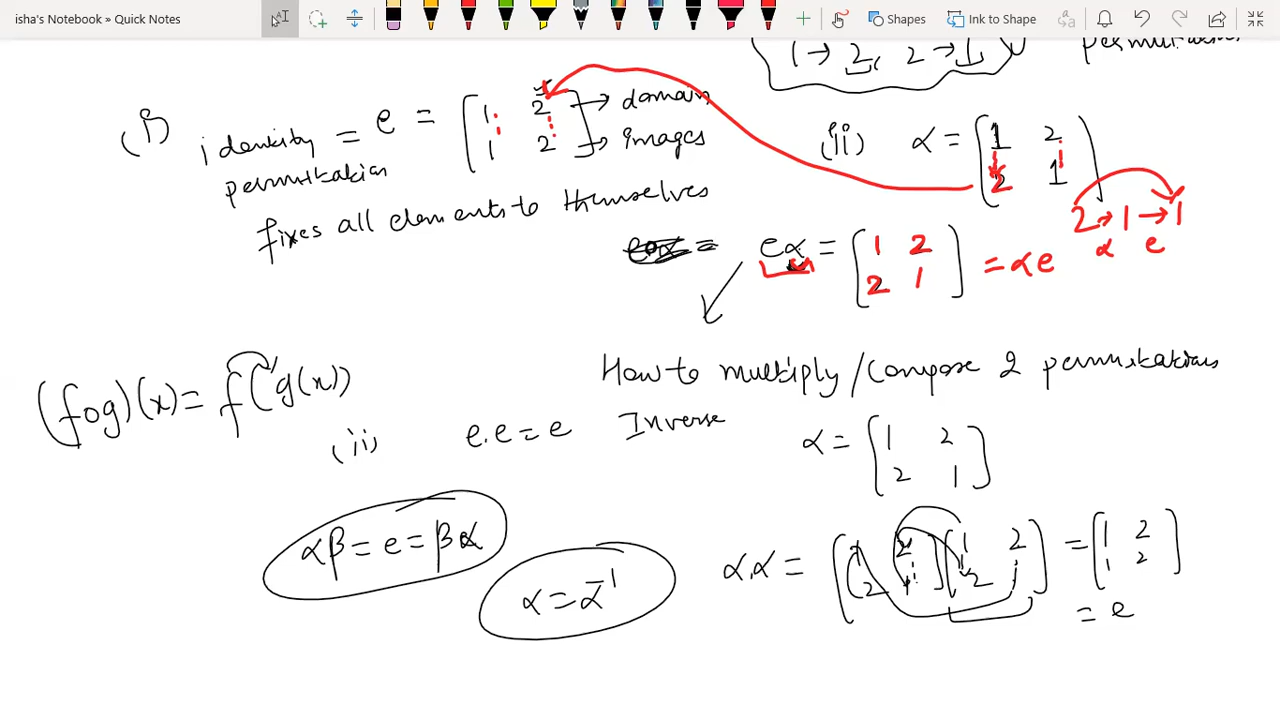 isha's Notebook » Quick Notes
Shapes
Ink to Shape
1 → 2, 2 → 1
(i) identity permutation = e = [1 2
1 2] → domain
→ images
fixes all elements to themselves
(ii) α = [1 2
2 1]
2 → 1 → 1
α e
eα = [1 2
2 1] = αe
How to multiply / Compose 2 permutations
(fog)(x) = f(g(x))
(ii) e.e = e Inverse
α = [1 2
2 1]
αβ = e = βα
α = α⁻¹
α.α = [1 2
2 1] [1 2
2 1] = [1 2
1 2]
= e